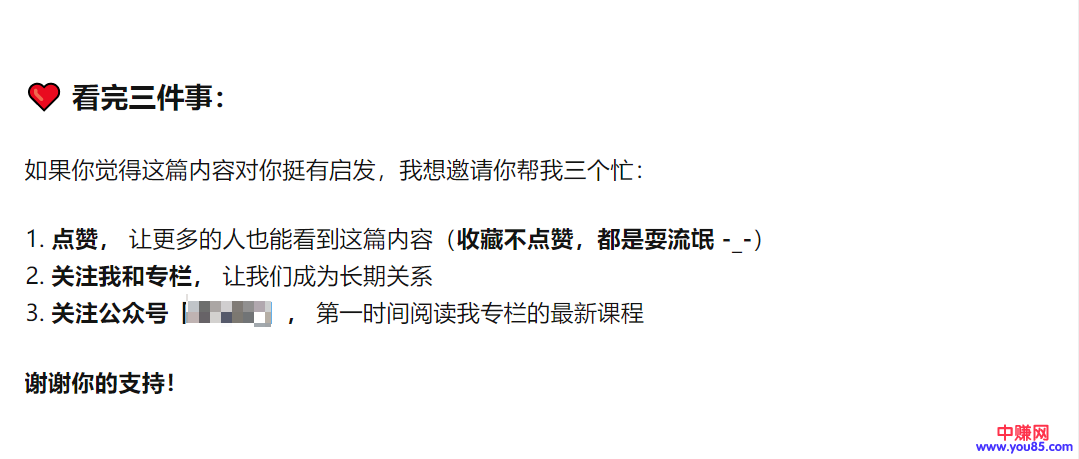 ❤️ 看完三件事：
如果你觉得这篇内容对你挺有启发，我想邀请你帮我三个忙：
1. 点赞， 让更多的人也能看到这篇内容（收藏不点赞，都是耍流氓 -_-）
2. 关注我和专栏， 让我们成为长期关系
3. 关注公众号「 ， 第一时间阅读我专栏的最新课程
谢谢你的支持！
中赚网
www.you85.com